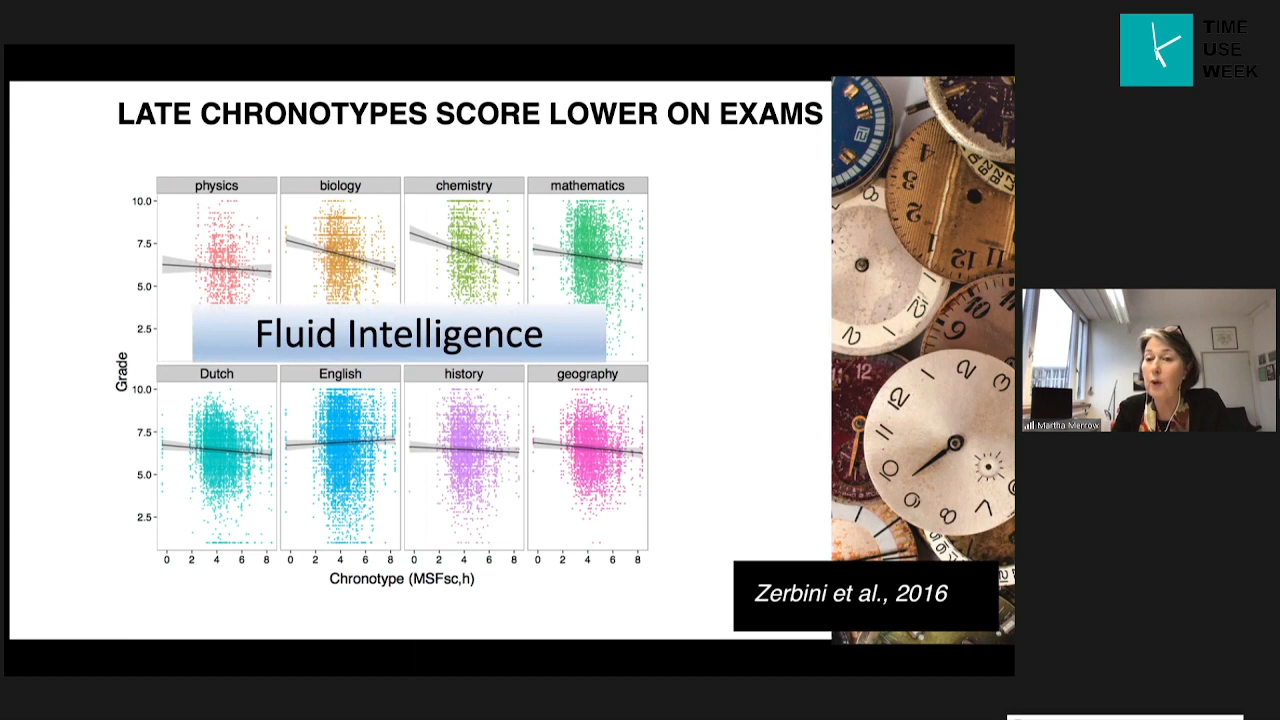 TIME
USE
WEEK
LATE CHRONOTYPES SCORE LOWER ON EXAMS
physics biology chemistry mathematics
10.0
7.5
5.0
2.5
Fluid Intelligence
Grade
Dutch English history geography
10.0
7.5
5.0
2.5
0 2 4 6 8 0 2 4 6 8 0 2 4 6 8 0 2 4 6 8
Chronotype (MSFsc,h)
Zerbini et al., 2016
Martha Merrow